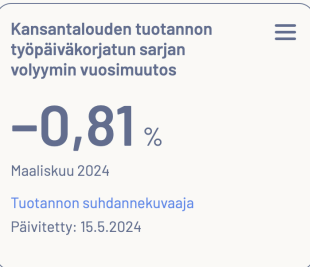 Kansantalouden tuotannon
työpäiväkorjatun sarjan
volyymin vuosimuutos
−0,81 %
Maaliskuu 2024
Tuotannon suhdannekuvaaja
Päivitetty: 15.5.2024